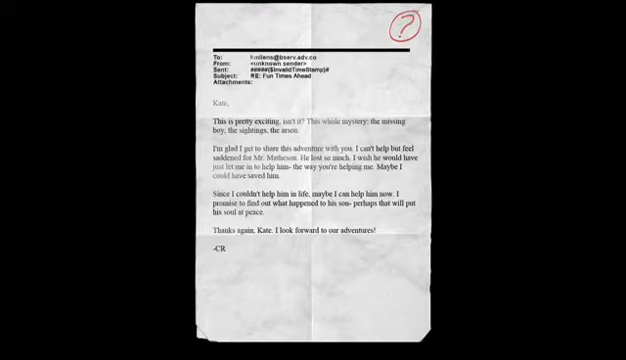 ?
To: kmilens@bserv.adv.co
From: <unknown sender>
Sent: #####($InvalidTimeStamp)#
Subject: RE: Fun Times Ahead
Attachments:
Kate,
This is pretty exciting, isn't it? This whole mystery: the missing
boy, the sightings, the arson.
I'm glad I get to share this adventure with you. I can't help but feel
saddened for Mr. Matheson. He lost so much. I wish he would have
just let me in to help him- the way you're helping me. Maybe I
could have saved him.
Since I couldn't help him in life, maybe I can help him now. I
promise to find out what happened to his son- perhaps that will put
his soul at peace.
Thanks again, Kate. I look forward to our adventures!
-CR